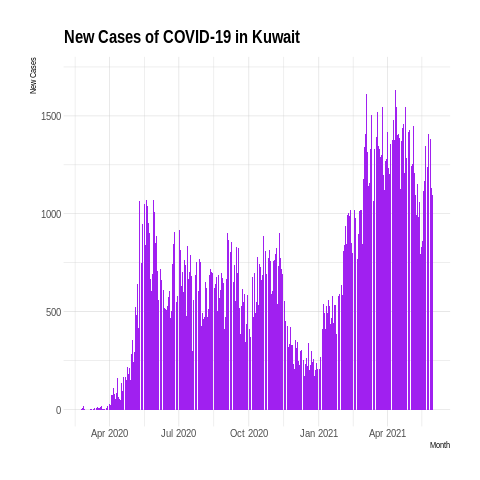 New Cases of COVID-19 in Kuwait
New Cases
1500
1000
500
0
Apr 2020 Jul 2020 Oct 2020 Jan 2021 Apr 2021
Month